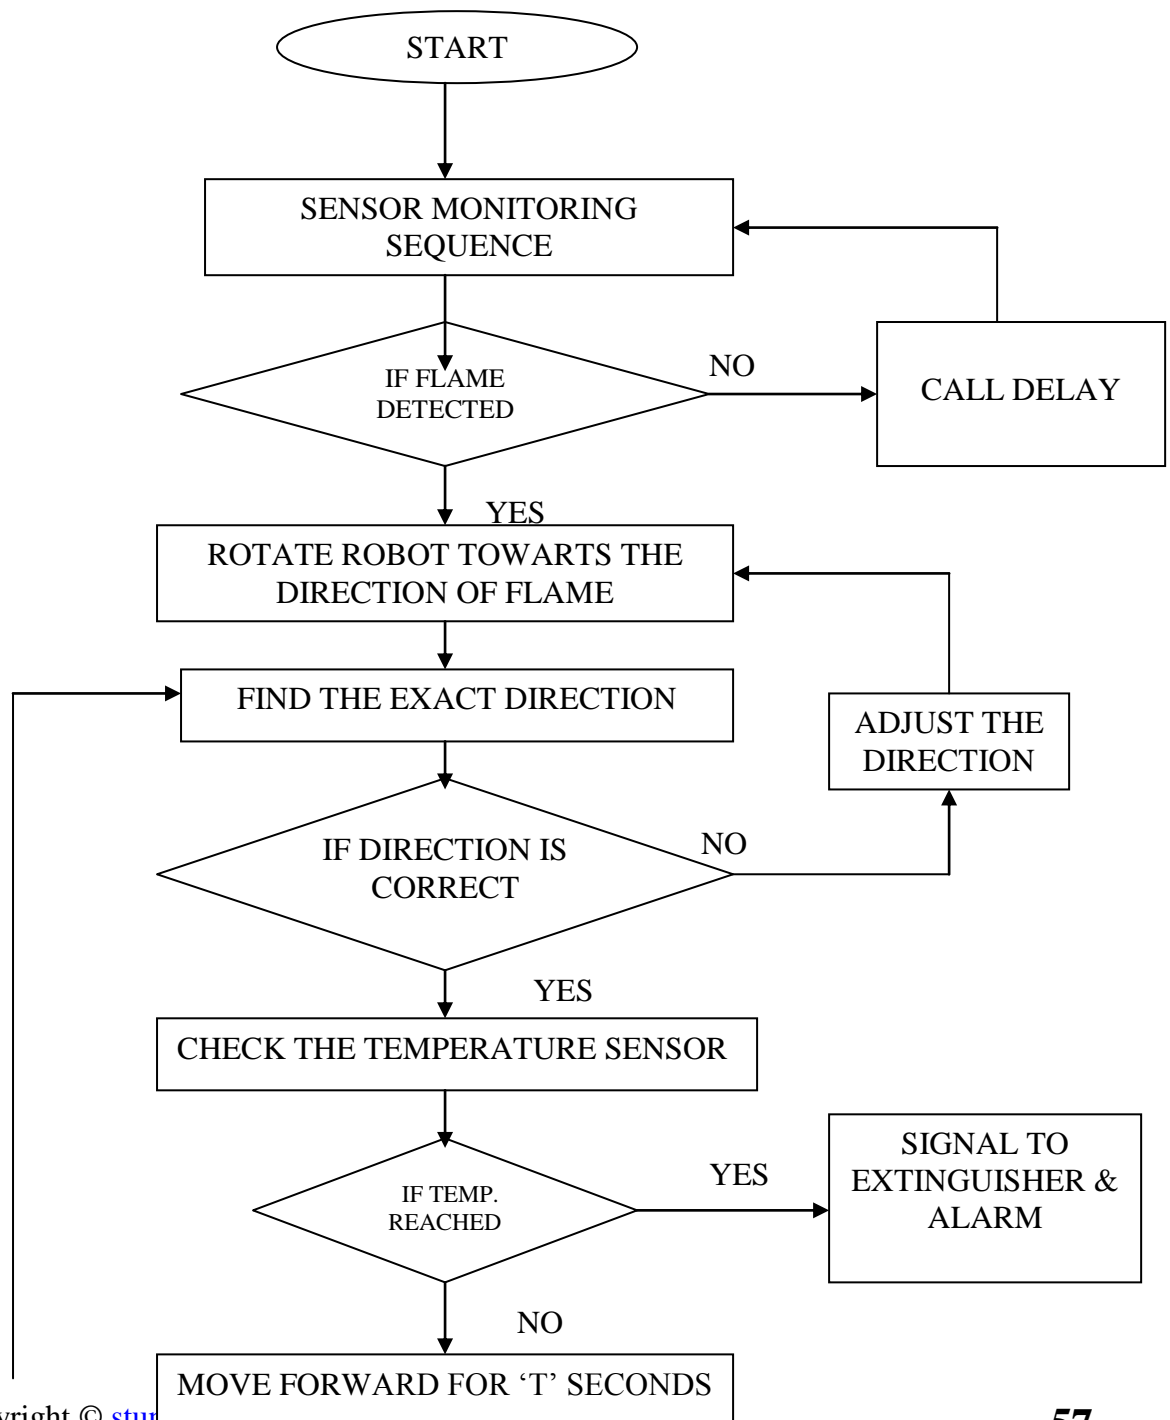 START
SENSOR MONITORING
SEQUENCE
IF FLAME
DETECTED
NO
CALL DELAY
YES
ROTATE ROBOT TOWARTS THE
DIRECTION OF FLAME
FIND THE EXACT DIRECTION
ADJUST THE
DIRECTION
IF DIRECTION IS
CORRECT
NO
YES
CHECK THE TEMPERATURE SENSOR
IF TEMP.
REACHED
YES
SIGNAL TO
EXTINGUISHER &
ALARM
NO
MOVE FORWARD FOR ‘T’ SECONDS
©
57